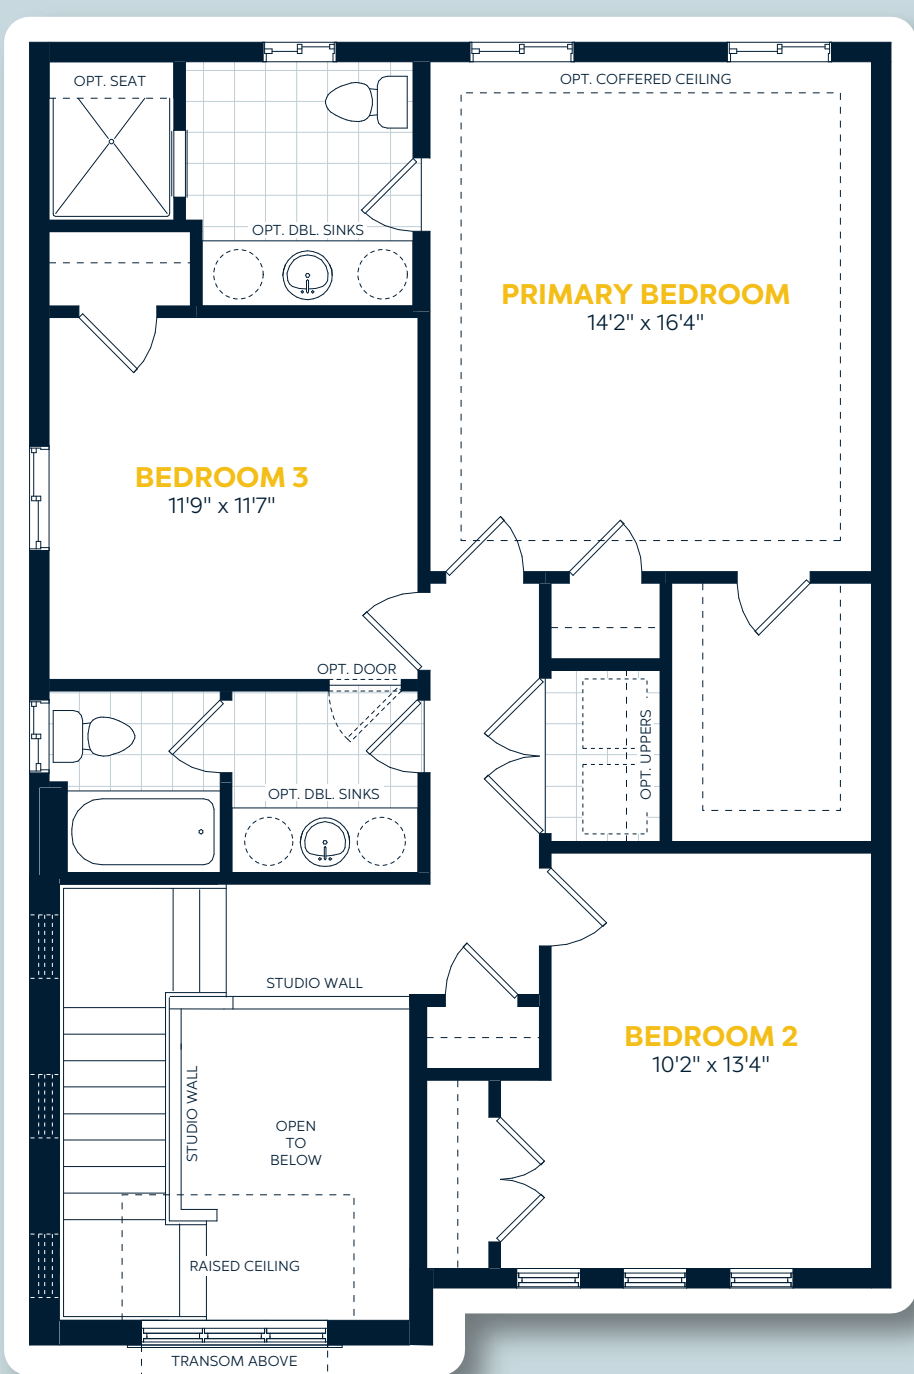 OPT. SEAT
OPT. COFFERED CEILING
OPT. DBL. SINKS
PRIMARY BEDROOM
14'2" x 16'4"
BEDROOM 3
11'9" x 11'7"
OPT. DOOR
OPT. UPPERS
OPT. DBL. SINKS
STUDIO WALL
BEDROOM 2
10'2" x 13'4"
STUDIO WALL
OPEN
TO
BELOW
RAISED CEILING
TRANSOM ABOVE